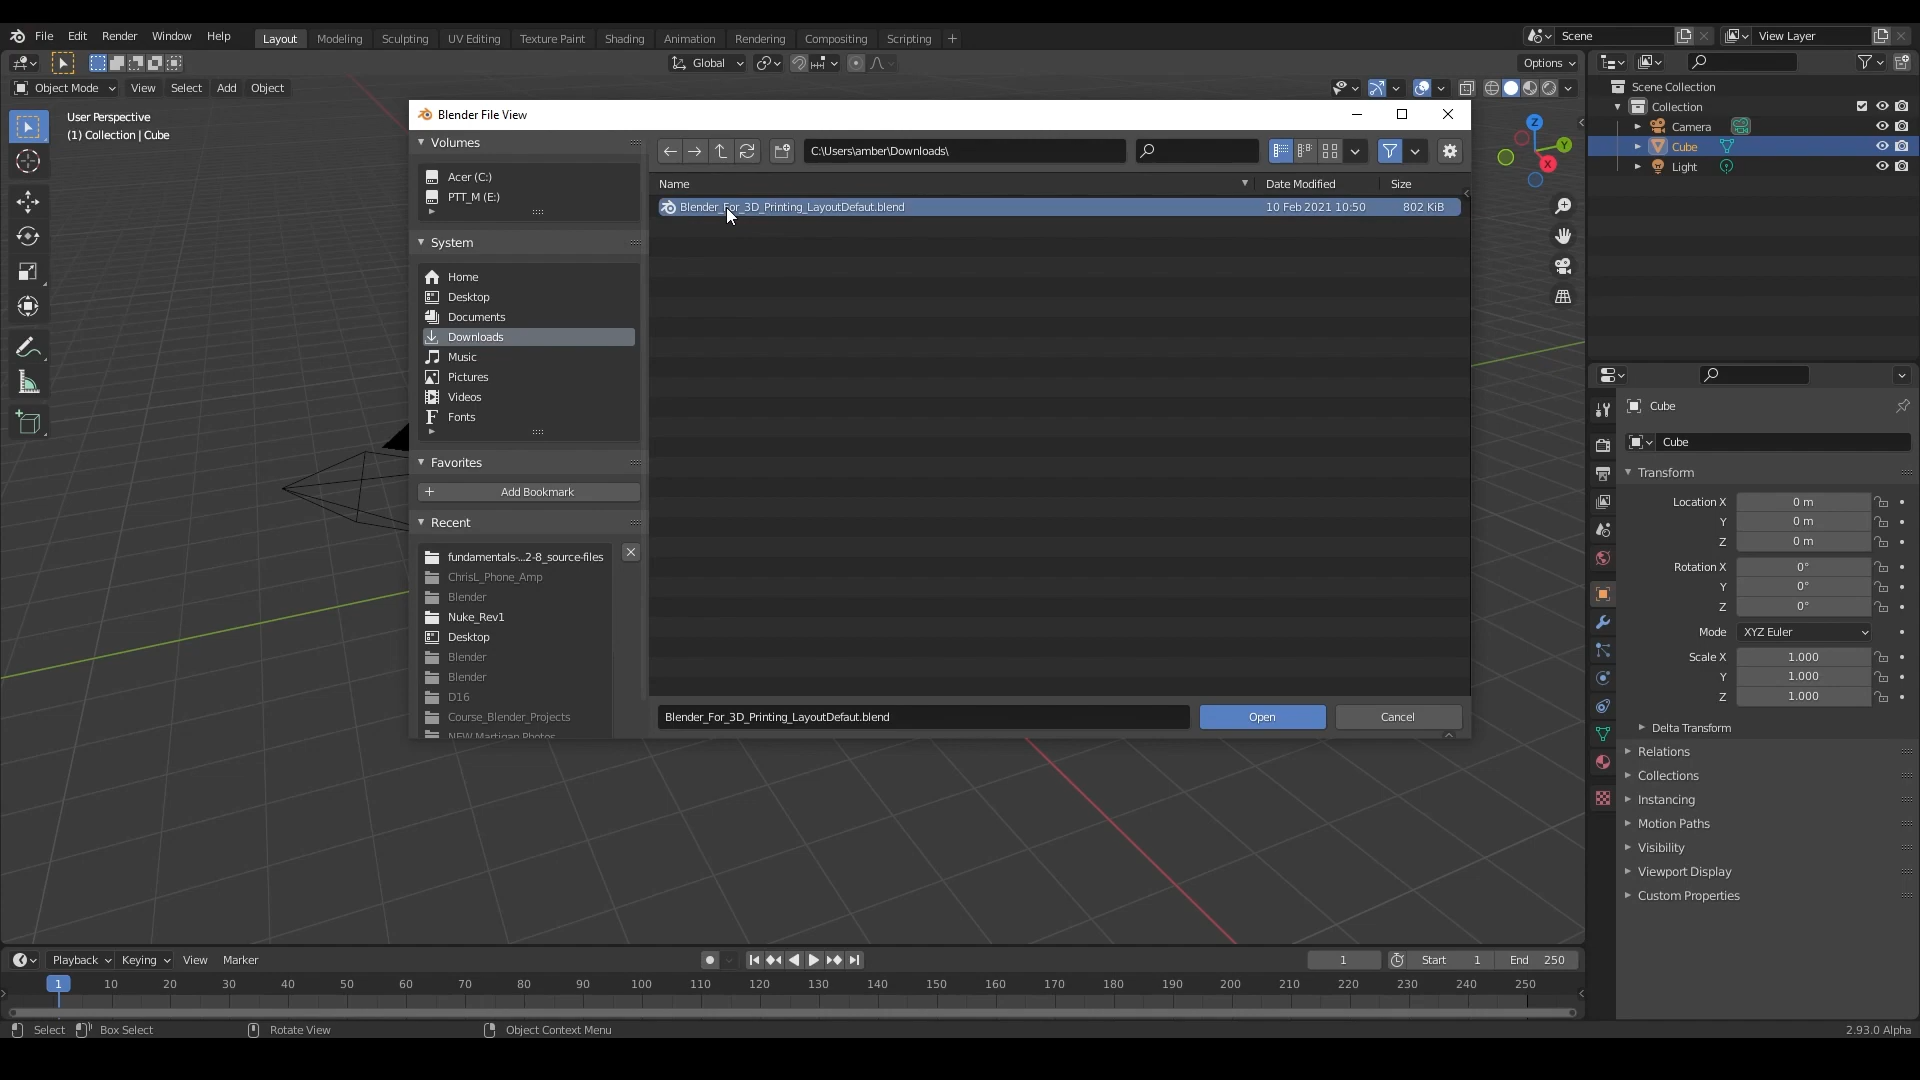 File Edit Render Window Help Layout Modeling Sculpting UV Editing Texture Paint Shading Animation Rendering Compositing Scripting + Scene View Layer
Global Options
Object Mode View Select Add Object
User Perspective
(1) Collection | Cube
Blender File View
Volumes
Acer (C:)
PTT_M (E:)
System
Home
Desktop
Documents
Downloads
Music
Pictures
Videos
Fonts
Favorites
Add Bookmark
Recent
fundamentals-...2-8_source-files
ChrisL_Phone_Amp
Blender
Nuke_Rev1
Desktop
Blender
Blender
D16
Course_Blender_Projects
NEW Martigan Photos
C:\Users\amber\Downloads\
Name Date Modified Size
Blender_For_3D_Printing_LayoutDefaut.blend 10 Feb 2021 10:50 802 KiB
Blender_For_3D_Printing_LayoutDefaut.blend Open Cancel
Z
Y
X
Scene Collection
Collection
Camera
Cube
Light
Cube
Cube
Transform
Location X 0 m
Y 0 m
Z 0 m
Rotation X 0°
Y 0°
Z 0°
Mode XYZ Euler
Scale X 1.000
Y 1.000
Z 1.000
Delta Transform
Relations
Collections
Instancing
Motion Paths
Visibility
Viewport Display
Custom Properties
Playback Keying View Marker 1 Start 1 End 250
1 10 20 30 40 50 60 70 80 90 100 110 120 130 140 150 160 170 180 190 200 210 220 230 240 250
Select Box Select Rotate View Object Context Menu 2.93.0 Alpha